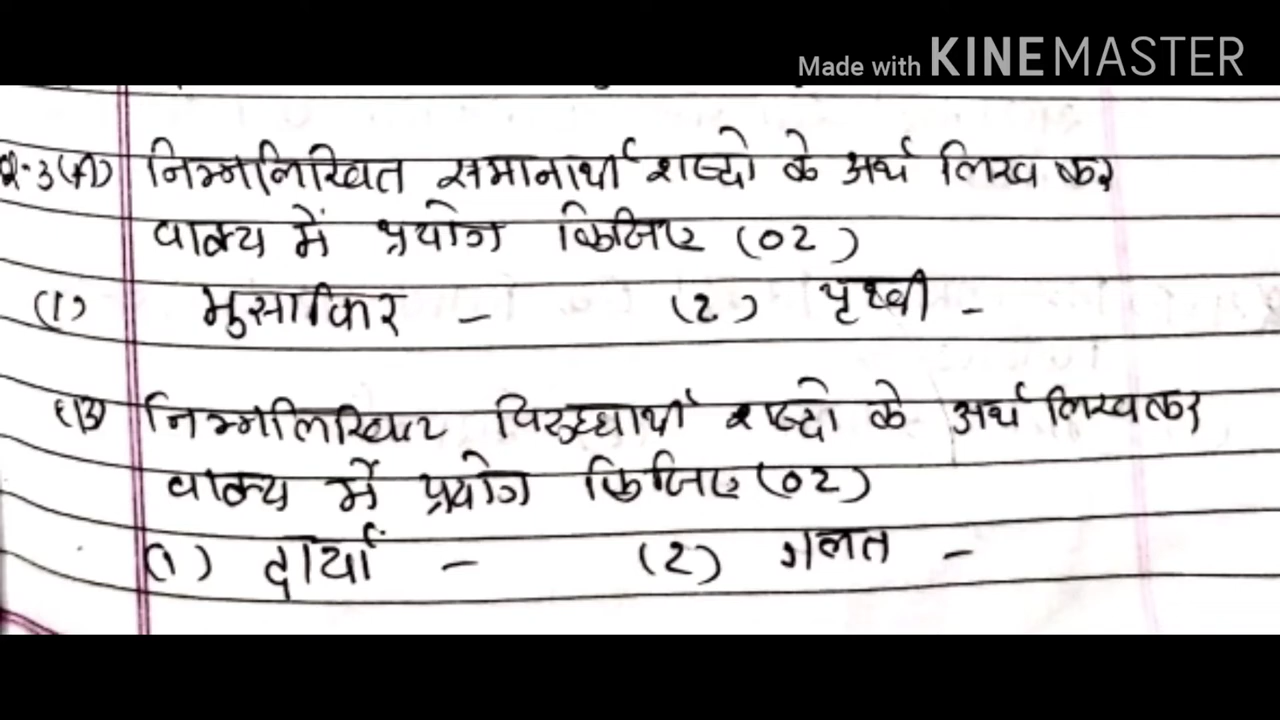 Made with KINEMASTER
प्र.3(A) निम्नलिखित समानार्थी शब्दो के अर्थ लिख कर
वाक्य में प्रयोग किजिए (02)
(1) मुसाफिर - (2) पृथ्वी -
(B) निम्नलिखित विरुध्धार्थी शब्दो के अर्थ लिखकर
वाक्य में प्रयोग किजिए (02)
(1) दायाँ - (2) गलत -